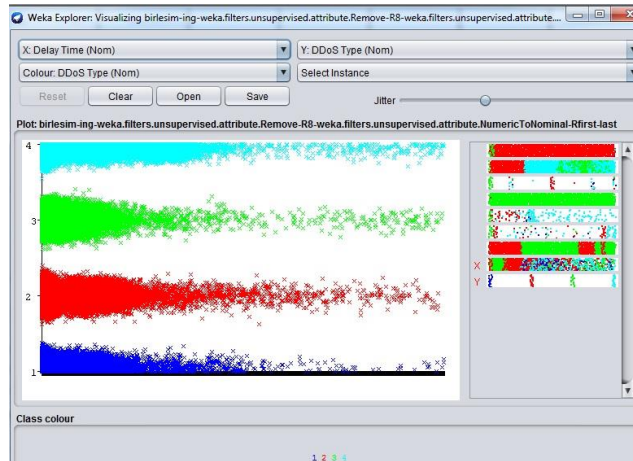 Weka Explorer: Visualizing birlesim-ing-weka.filters.unsupervised.attribute.Remove-R8-weka.filters.unsupervised.attribute....
X: Delay Time (Nom)
Y: DDoS Type (Nom)
Colour: DDoS Type (Nom)
Select Instance
Reset
Clear
Open
Save
Jitter
Plot: birlesim-ing-weka.filters.unsupervised.attribute.Remove-R8-weka.filters.unsupervised.attribute.NumericToNominal-Rfirst-last
4
3
2
1
X
Y
Class colour
1 2 3 4